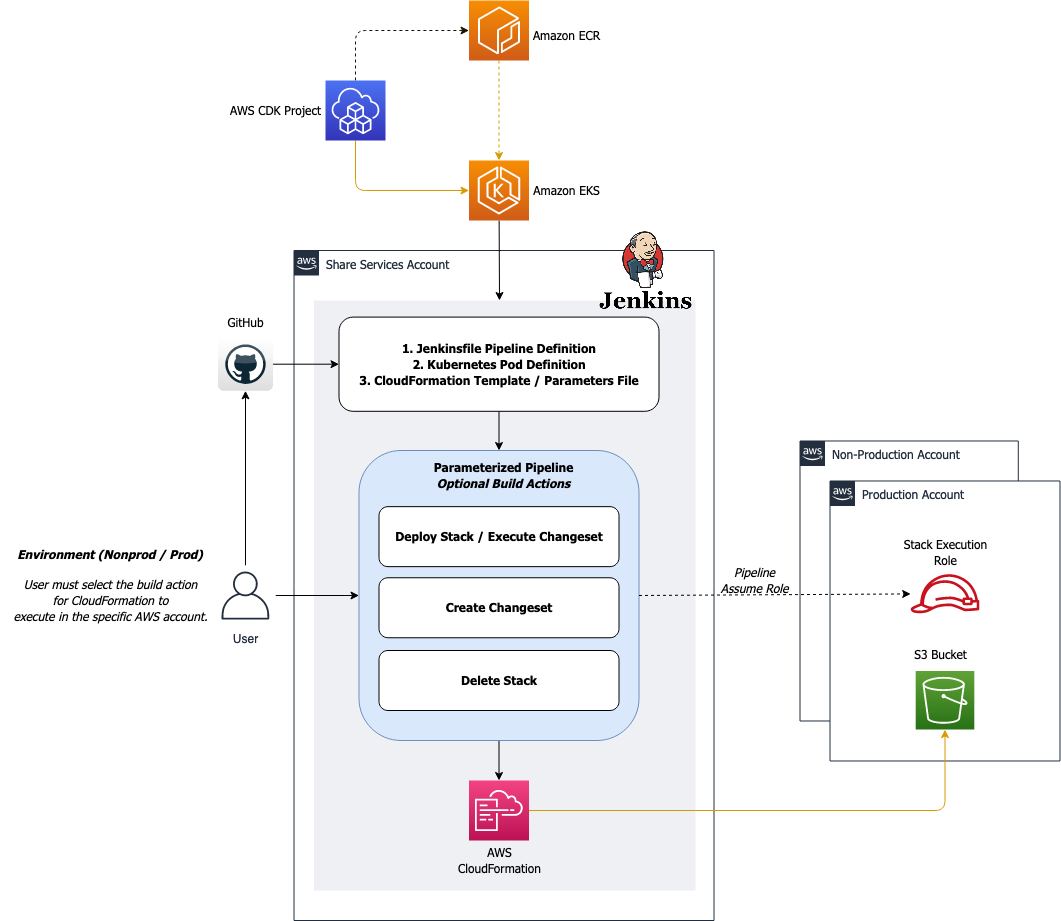 Amazon ECR
AWS CDK Project
Amazon EKS
aws
Share Services Account
Jenkins
GitHub
1. Jenkinsfile Pipeline Definition
2. Kubernetes Pod Definition
3. CloudFormation Template / Parameters File
Parameterized Pipeline
Optional Build Actions
Deploy Stack / Execute Changeset
Create Changeset
Delete Stack
Environment (Nonprod / Prod)
User must select the build action
for CloudFormation to
execute in the specific AWS account.
User
Pipeline
Assume Role
aws
Non-Production Account
aws
Production Account
Stack Execution
Role
S3 Bucket
AWS
CloudFormation